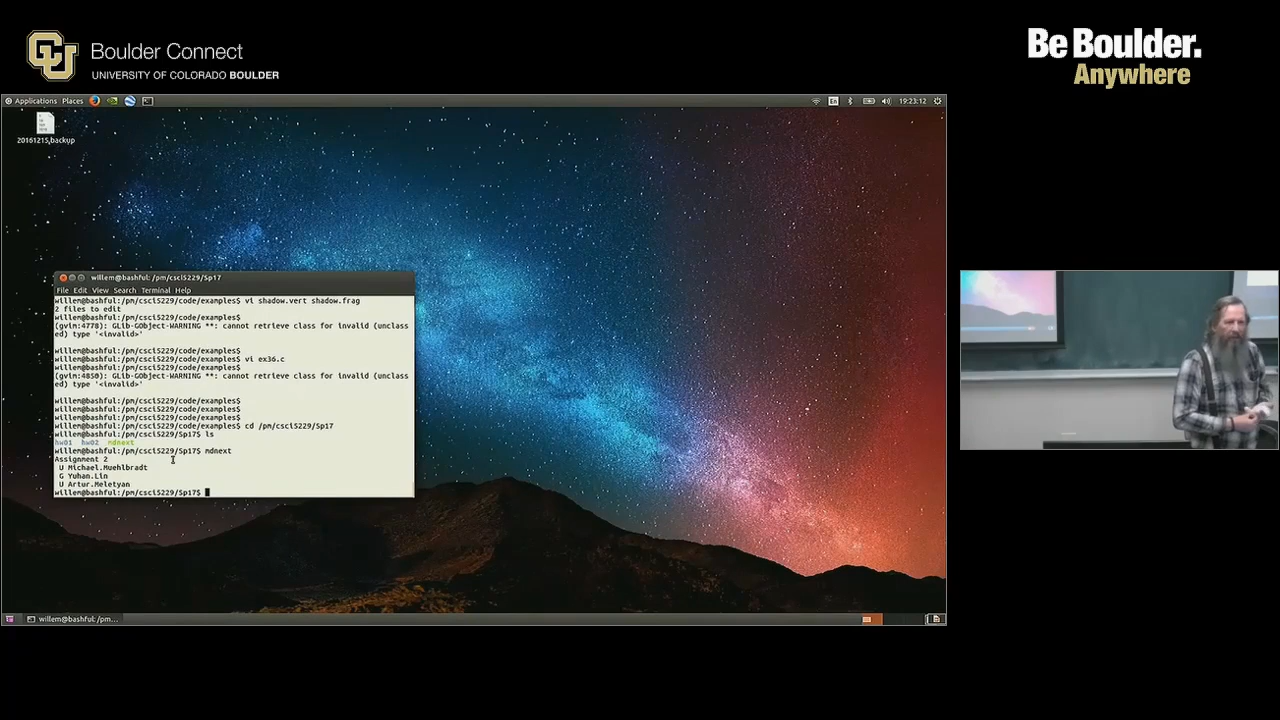 CU
Boulder Connect
UNIVERSITY OF COLORADO BOULDER
Be Boulder.
Anywhere
Applications Places
En
19:23:12
20161215.backup
willem@bashful: /pm/csci5229/Sp17
File Edit View Search Terminal Help
willem@bashful:/pm/csci5229/code/examples$ vi shadow.vert shadow.frag
2 files to edit
willem@bashful:/pm/csci5229/code/examples$
(gvim:4778): GLib-GObject-WARNING **: cannot retrieve class for invalid (unclass
ed) type '<invalid>'
willem@bashful:/pm/csci5229/code/examples$
willem@bashful:/pm/csci5229/code/examples$ vi ex36.c
willem@bashful:/pm/csci5229/code/examples$
(gvim:4850): GLib-GObject-WARNING **: cannot retrieve class for invalid (unclass
ed) type '<invalid>'
willem@bashful:/pm/csci5229/code/examples$
willem@bashful:/pm/csci5229/code/examples$
willem@bashful:/pm/csci5229/code/examples$
willem@bashful:/pm/csci5229/code/examples$ cd /pm/csci5229/Sp17
willem@bashful:/pm/csci5229/Sp17$ ls
hw01 hw02 mdnext
willem@bashful:/pm/csci5229/Sp17$ mdnext
Assignment 2
U Michael.Muehlbradt
G Yuhan.Lin
U Artur.Meletyan
willem@bashful:/pm/csci5229/Sp17$
willem@bashful: /pm...